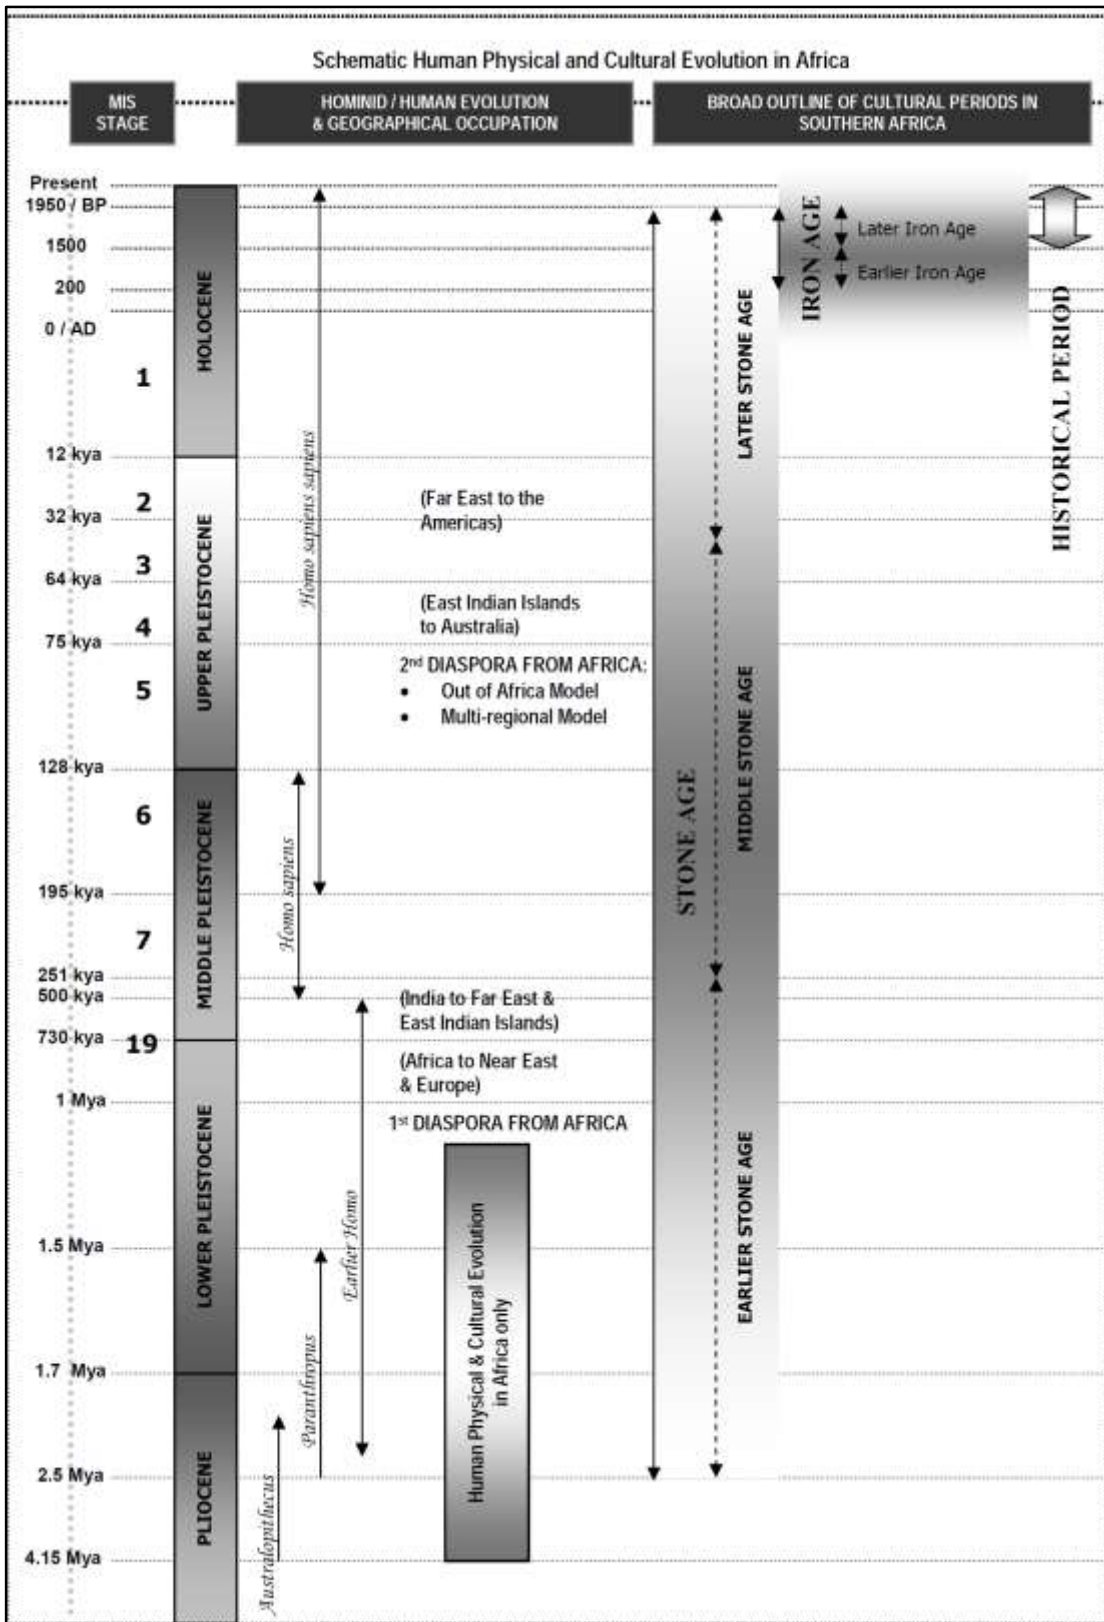 Schematic Human Physical and Cultural Evolution in Africa
MIS
STAGE
HOMINID / HUMAN EVOLUTION
& GEOGRAPHICAL OCCUPATION
BROAD OUTLINE OF CULTURAL PERIODS IN
SOUTHERN AFRICA
Present
1950 / BP
1500
200
0 / AD
12 kya
32 kya
64 kya
75 kya
128 kya
195 kya
251 kya
500 kya
730 kya
1 Mya
1.5 Mya
1.7 Mya
2.5 Mya
4.15 Mya
1
2
3
4
5
6
7
19
HOLOCENE
UPPER PLEISTOCENE
MIDDLE PLEISTOCENE
LOWER PLEISTOCENE
PLIOCENE
Homo sapiens sapiens
Homo sapiens
Earlier Homo
Paranthropus
Australopithecus
(Far East to the
Americas)
(East Indian Islands
to Australia)
2nd DIASPORA FROM AFRICA:
• Out of Africa Model
• Multi-regional Model
(India to Far East &
East Indian Islands)
(Africa to Near East
& Europe)
1st DIASPORA FROM AFRICA
Human Physical & Cultural Evolution
in Africa only
STONE AGE
LATER STONE AGE
MIDDLE STONE AGE
EARLIER STONE AGE
IRON AGE
Later Iron Age
Earlier Iron Age
HISTORICAL PERIOD